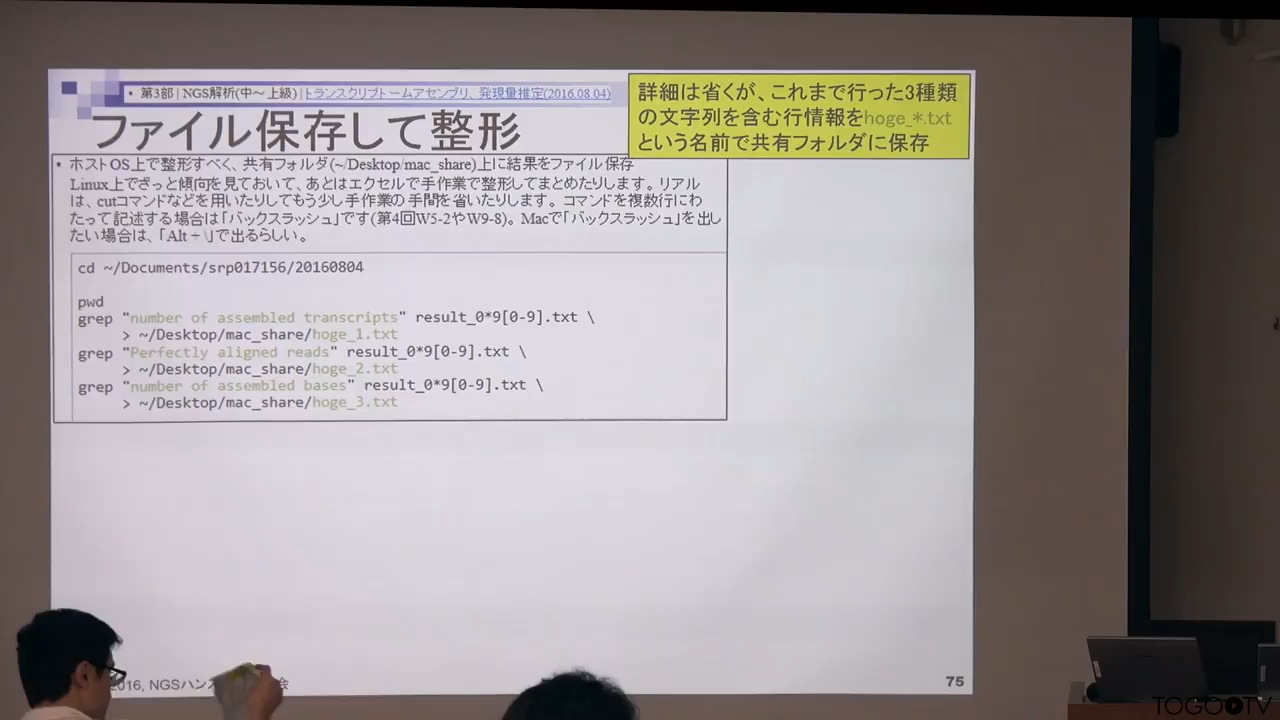 • 第3部 | NGS解析(中～上級) | トランスクリプトームアセンブリ、発現量推定(2016.08.04)
ファイル保存して整形
詳細は省くが、これまで行った3種類
の文字列を含む行情報をhoge_*.txt
という名前で共有フォルダに保存
• ホストOS上で整形すべく、共有フォルダ(~/Desktop/mac_share)上に結果をファイル保存
Linux上でざっと傾向を見ておいて、あとはエクセルで手作業で整形してまとめたりします。リアル
は、cutコマンドなどを用いたりしてもう少し手作業の手間を省いたりします。コマンドを複数行にわ
たって記述する場合は「バックスラッシュ」です(第4回W5-2やW9-8)。Macで「バックスラッシュ」を出し
たい場合は、「Alt + \」で出るらしい。
cd ~/Documents/srp017156/20160804
pwd
grep "number of assembled transcripts" result_0*9[0-9].txt \
> ~/Desktop/mac_share/hoge_1.txt
grep "Perfectly aligned reads" result_0*9[0-9].txt \
> ~/Desktop/mac_share/hoge_2.txt
grep "number of assembled bases" result_0*9[0-9].txt \
> ~/Desktop/mac_share/hoge_3.txt
2016, NGSハンズ 会
75
TOGOTV